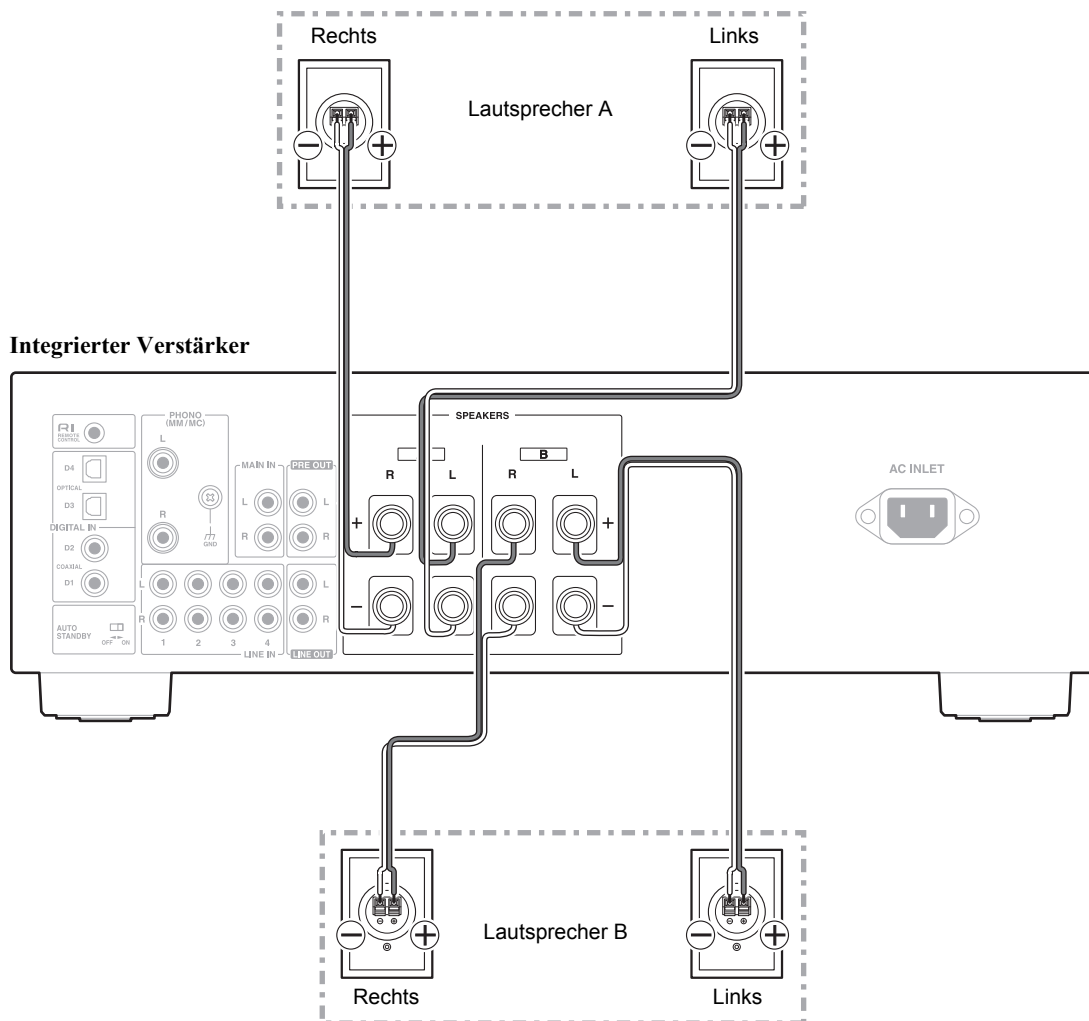 Rechts
Links
Lautsprecher A
Integrierter Verstärker
RI
REMOTE
CONTROL
PHONO
(MM/MC)
L
R
GND
MAIN IN
L
R
PRE OUT
L
R
SPEAKERS
B
R
L
R
L
+
+
−
−
D4
OPTICAL
D3
DIGITAL IN
D2
COAXIAL
D1
AUTO
STANDBY
OFF
ON
L
R
1
2
3
4
LINE IN
L
R
LINE OUT
AC INLET
Lautsprecher B
Rechts
Links